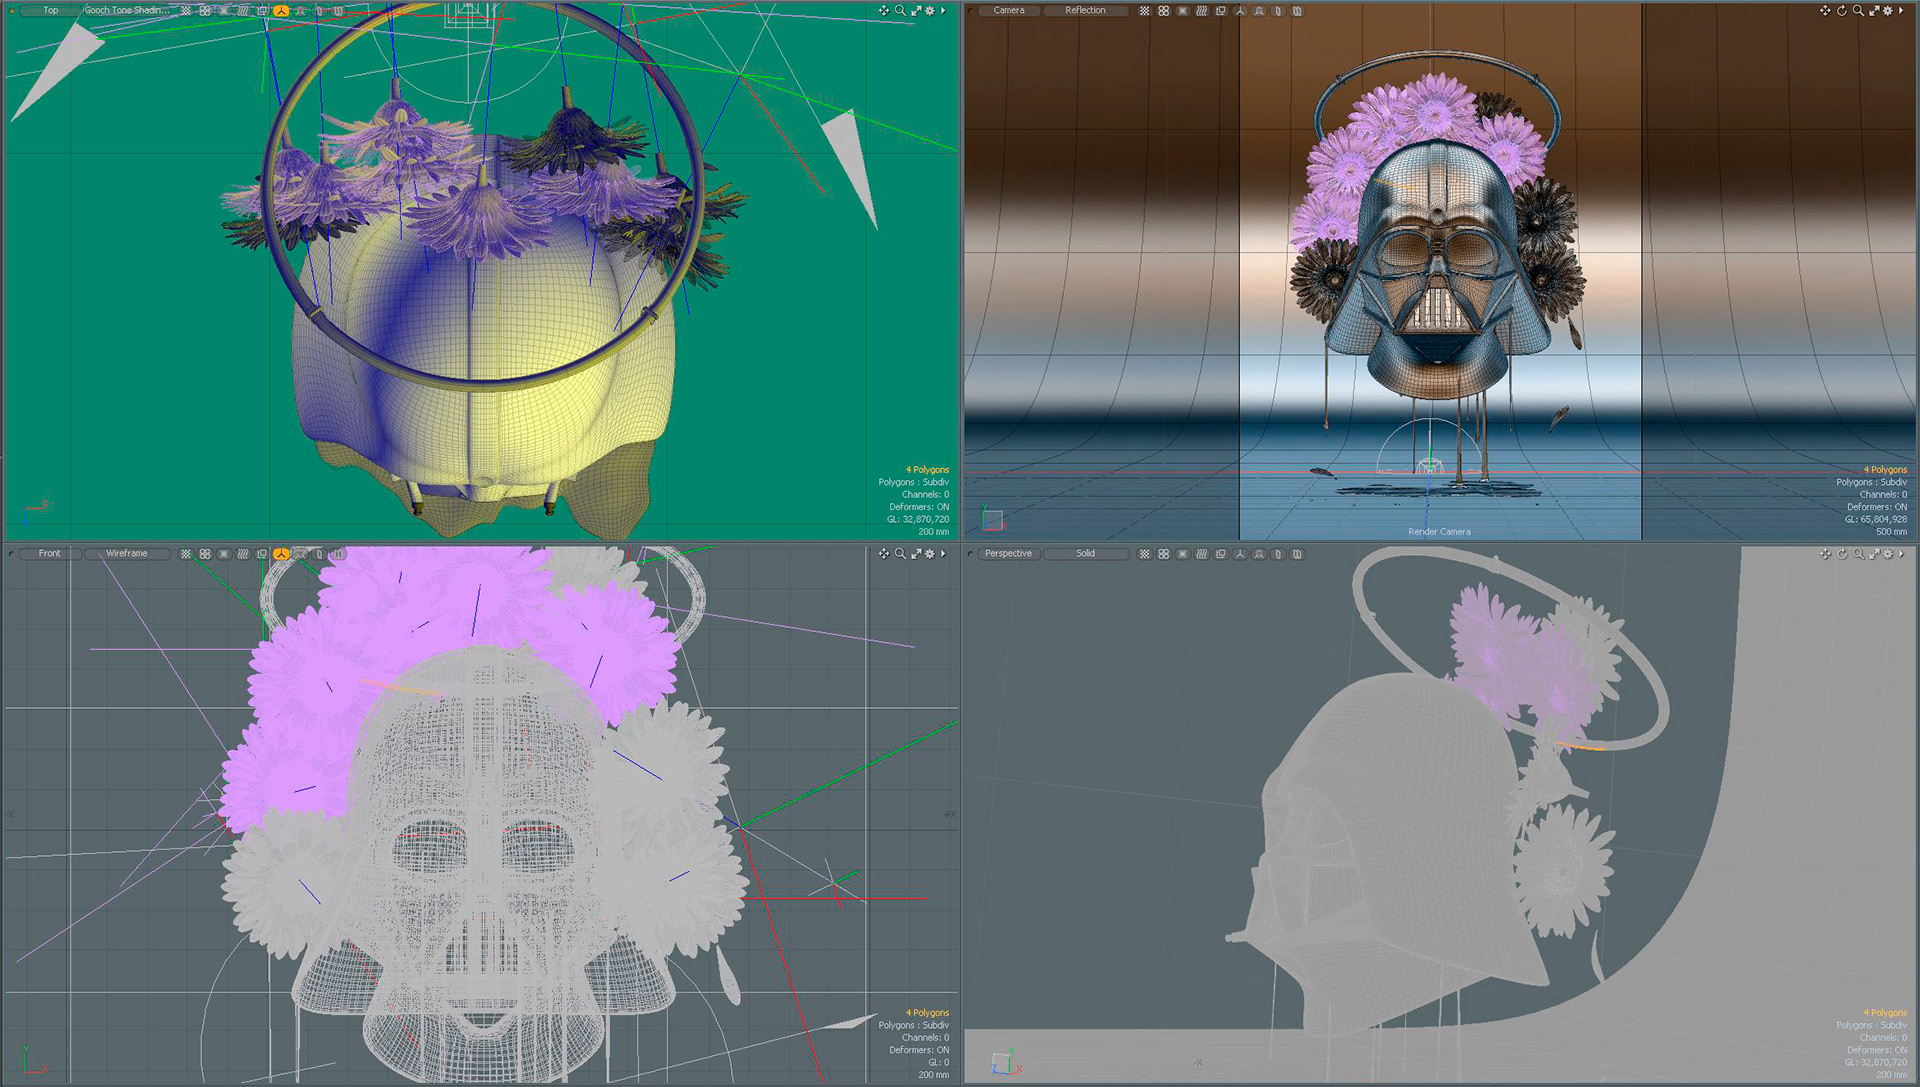 Top
Gooch Tone Shadin...
4 Polygons
Polygons : Subdiv
Channels: 0
Deformers: ON
GL: 32,870,720
200 mm
Camera
Reflection
4 Polygons
Polygons : Subdiv
Channels: 0
Deformers: ON
GL: 65,804,928
500 mm
Render Camera
Front
Wireframe
-X
+X
4 Polygons
Polygons : Subdiv
Channels: 0
Deformers: ON
GL: 0
200 mm
Perspective
Solid
-X
4 Polygons
Polygons : Subdiv
Channels: 0
Deformers: ON
GL: 32,870,720
200 mm